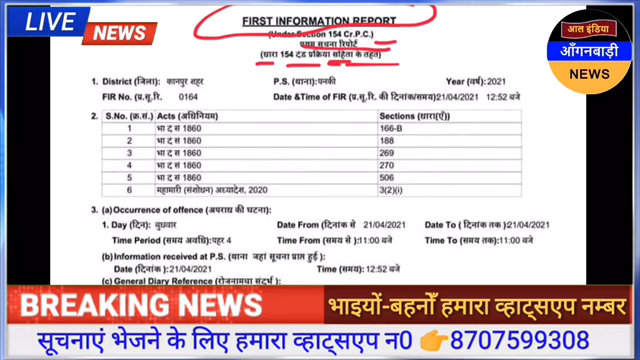 LIVE NEWS
FIRST INFORMATION REPORT
(Under Section 154 Cr.P.C.)
प्रथम सूचना रिपोर्ट
(धारा 154 दंड प्रक्रिया संहिता के तहत)
आल इंडिया
आँगनबाड़ी
NEWS
1. District (जिला): कानपुर शहर P.S. (थाना): पनकी Year (वर्ष): 2021
FIR No. (प्र.सू.रि.) 0164 Date &Time of FIR (प्र.सू.रि. की दिनांक/समय) 21/04/2021 12:52 बजे
2. S.No. (क्र.सं.) Acts (अधिनियम) Sections (धारा(एँ)
1 भा द स 1860 166-B
2 भा द स 1860 188
3 भा द स 1860 269
4 भा द स 1860 270
5 भा द स 1860 506
6 महामारी (संशोधन) अध्यादेश, 2020 3(2)(i)
3. (a) Occurrence of offence (अपराध की घटना):
1. Day (दिन): बुधवार Date From (दिनांक से 21/04/2021 Date To (दिनांक तक) 21/04/2021
Time Period (समय अवधि): पहर 4 Time From (समय से): 11:00 बजे Time To (समय तक): 11:00 बजे
(b) Information received at P.S. (थाना जहां सूचना प्राप्त हुई):
Date (दिनांक): 21/04/2021 Time (समय): 12:52 बजे
(c) General Diary Reference (रोजनामचा संदर्भ):
BREAKING NEWS भाइयों-बहनोँ हमारा व्हाट्सएप नम्बर
सूचनाएं भेजने के लिए हमारा व्हाट्सएप न0 👉8707599308